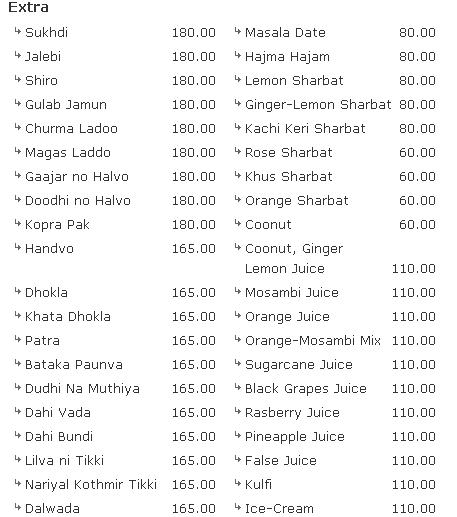 Extra
Sukhdi 180.00 Masala Date 80.00
Jalebi 180.00 Hajma Hajam 80.00
Shiro 180.00 Lemon Sharbat 80.00
Gulab Jamun 180.00 Ginger-Lemon Sharbat 80.00
Churma Ladoo 180.00 Kachi Keri Sharbat 80.00
Magas Laddo 180.00 Rose Sharbat 60.00
Gaajar no Halvo 180.00 Khus Sharbat 60.00
Doodhi no Halvo 180.00 Orange Sharbat 60.00
Kopra Pak 180.00 Coonut 60.00
Handvo 165.00 Coonut, Ginger
Lemon Juice 110.00
Dhokla 165.00 Mosambi Juice 110.00
Khata Dhokla 165.00 Orange Juice 110.00
Patra 165.00 Orange-Mosambi Mix 110.00
Bataka Paunva 165.00 Sugarcane Juice 110.00
Dudhi Na Muthiya 165.00 Black Grapes Juice 110.00
Dahi Vada 165.00 Rasberry Juice 110.00
Dahi Bundi 165.00 Pineapple Juice 110.00
Lilva ni Tikki 165.00 False Juice 110.00
Nariyal Kothmir Tikki 165.00 Kulfi 110.00
Dalwada 165.00 Ice-Cream 110.00